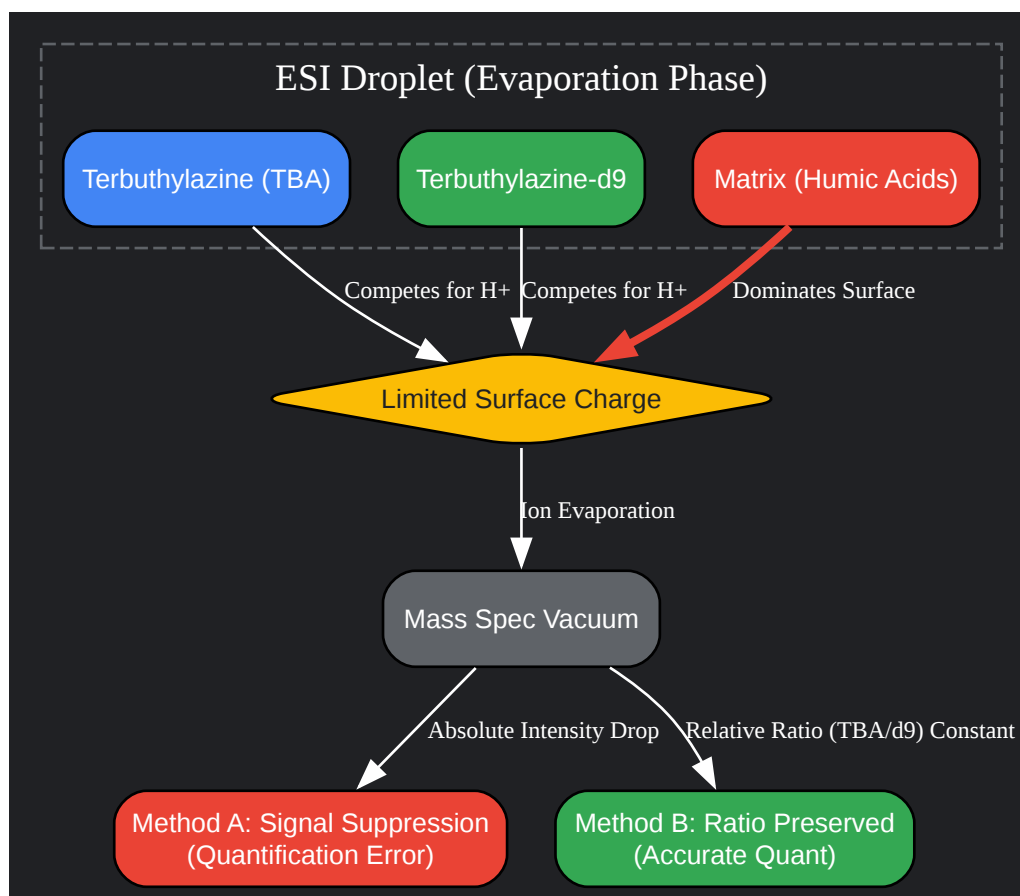 ESI Droplet (Evaporation Phase)
Terbuthylazine (TBA)
Terbuthylazine-d9
Matrix (Humic Acids)
Competes for H+
Competes for H+
Dominates Surface
Limited Surface Charge
Ion Evaporation
Mass Spec Vacuum
Absolute Intensity Drop
Relative Ratio (TBA/d9) Constant
Method A: Signal Suppression
(Quantification Error)
Method B: Ratio Preserved
(Accurate Quant)